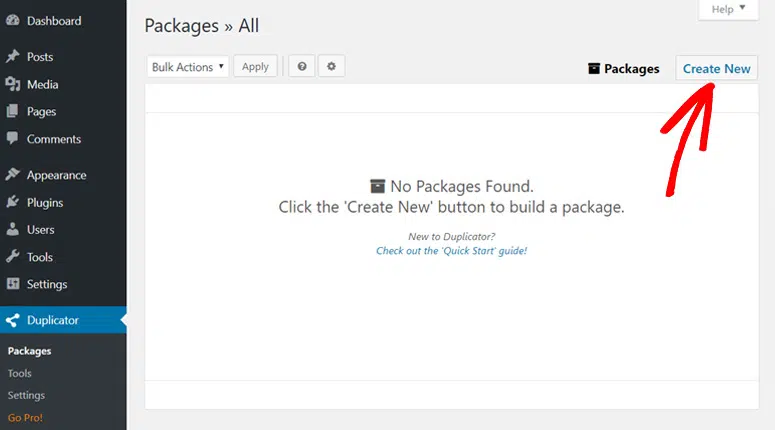 Dashboard
Posts
Media
Pages
Comments
Appearance
Plugins
Users
Tools
Settings
Duplicator
Packages
Tools
Settings
Go Pro!
Help
Packages » All
Bulk Actions
Apply
Packages
Create New
No Packages Found.
Click the 'Create New' button to build a package.
New to Duplicator?
Check out the 'Quick Start' guide!